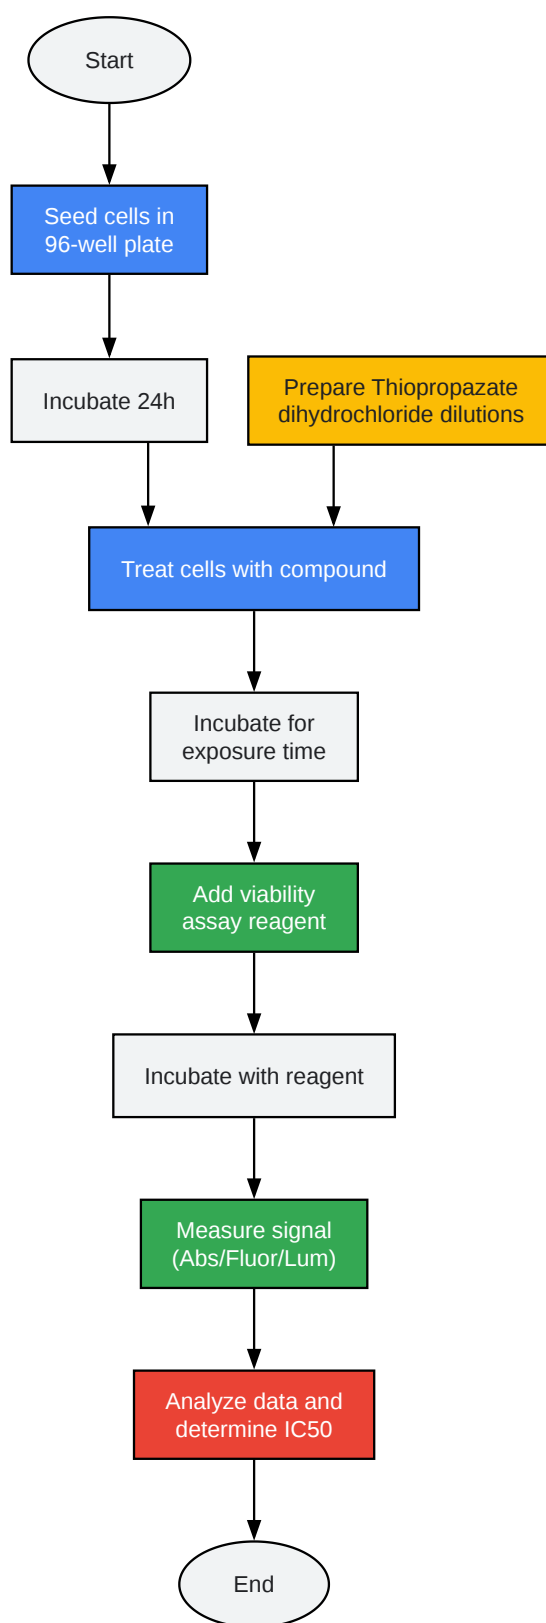 Start
Seed cells in
96-well plate
Incubate 24h
Prepare Thiopropazate
dihydrochloride dilutions
Treat cells with compound
Incubate for
exposure time
Add viability
assay reagent
Incubate with reagent
Measure signal
(Abs/Fluor/Lum)
Analyze data and
determine IC50
End